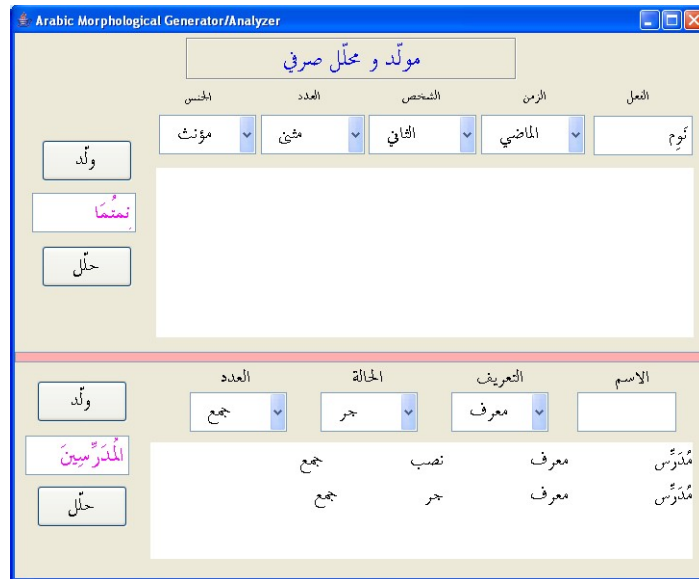 Arabic Morphological Generator/Analyzer
مولّد و محلّل صرفي
الفعل الزمن الشخص العدد الجنس
نَوِم الماضي الثاني مثنى مؤنث
ولّد
نِمتُمَا
حلّل
الاسم التعريف الحالة العدد
معرف جر جمع
ولّد
المُدَرِّسِينَ
حلّل
مُدَرِّس معرف نصب جمع
مُدَرِّس معرف جر جمع